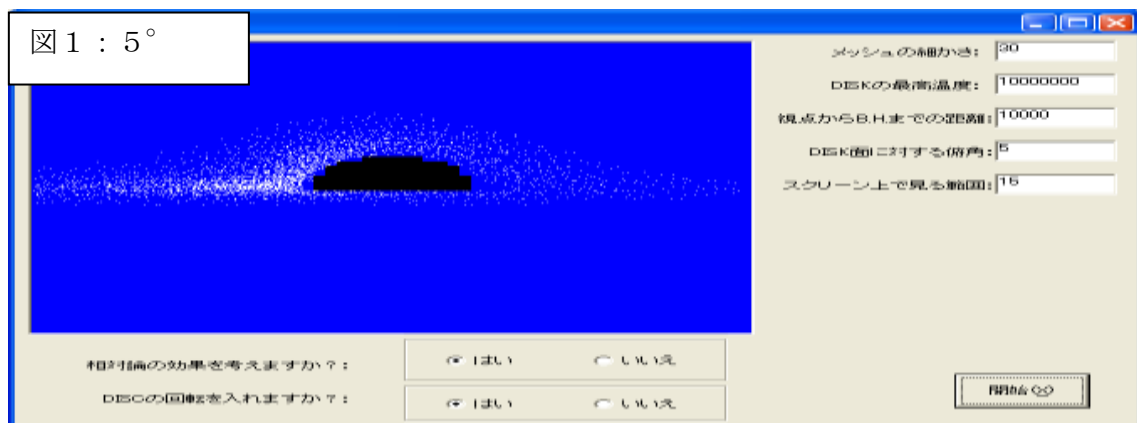 図１：５°
メッシュの細かさ: 30
DISKの最高温度: 10000000
視点からB.H.までの距離: 10000
DISK面に対する俯角: 5
スクリーン上で見る範囲: 15
相対論の効果を考えますか？: はい いいえ
DISCの回転を入れますか？: はい いいえ
開始(X)